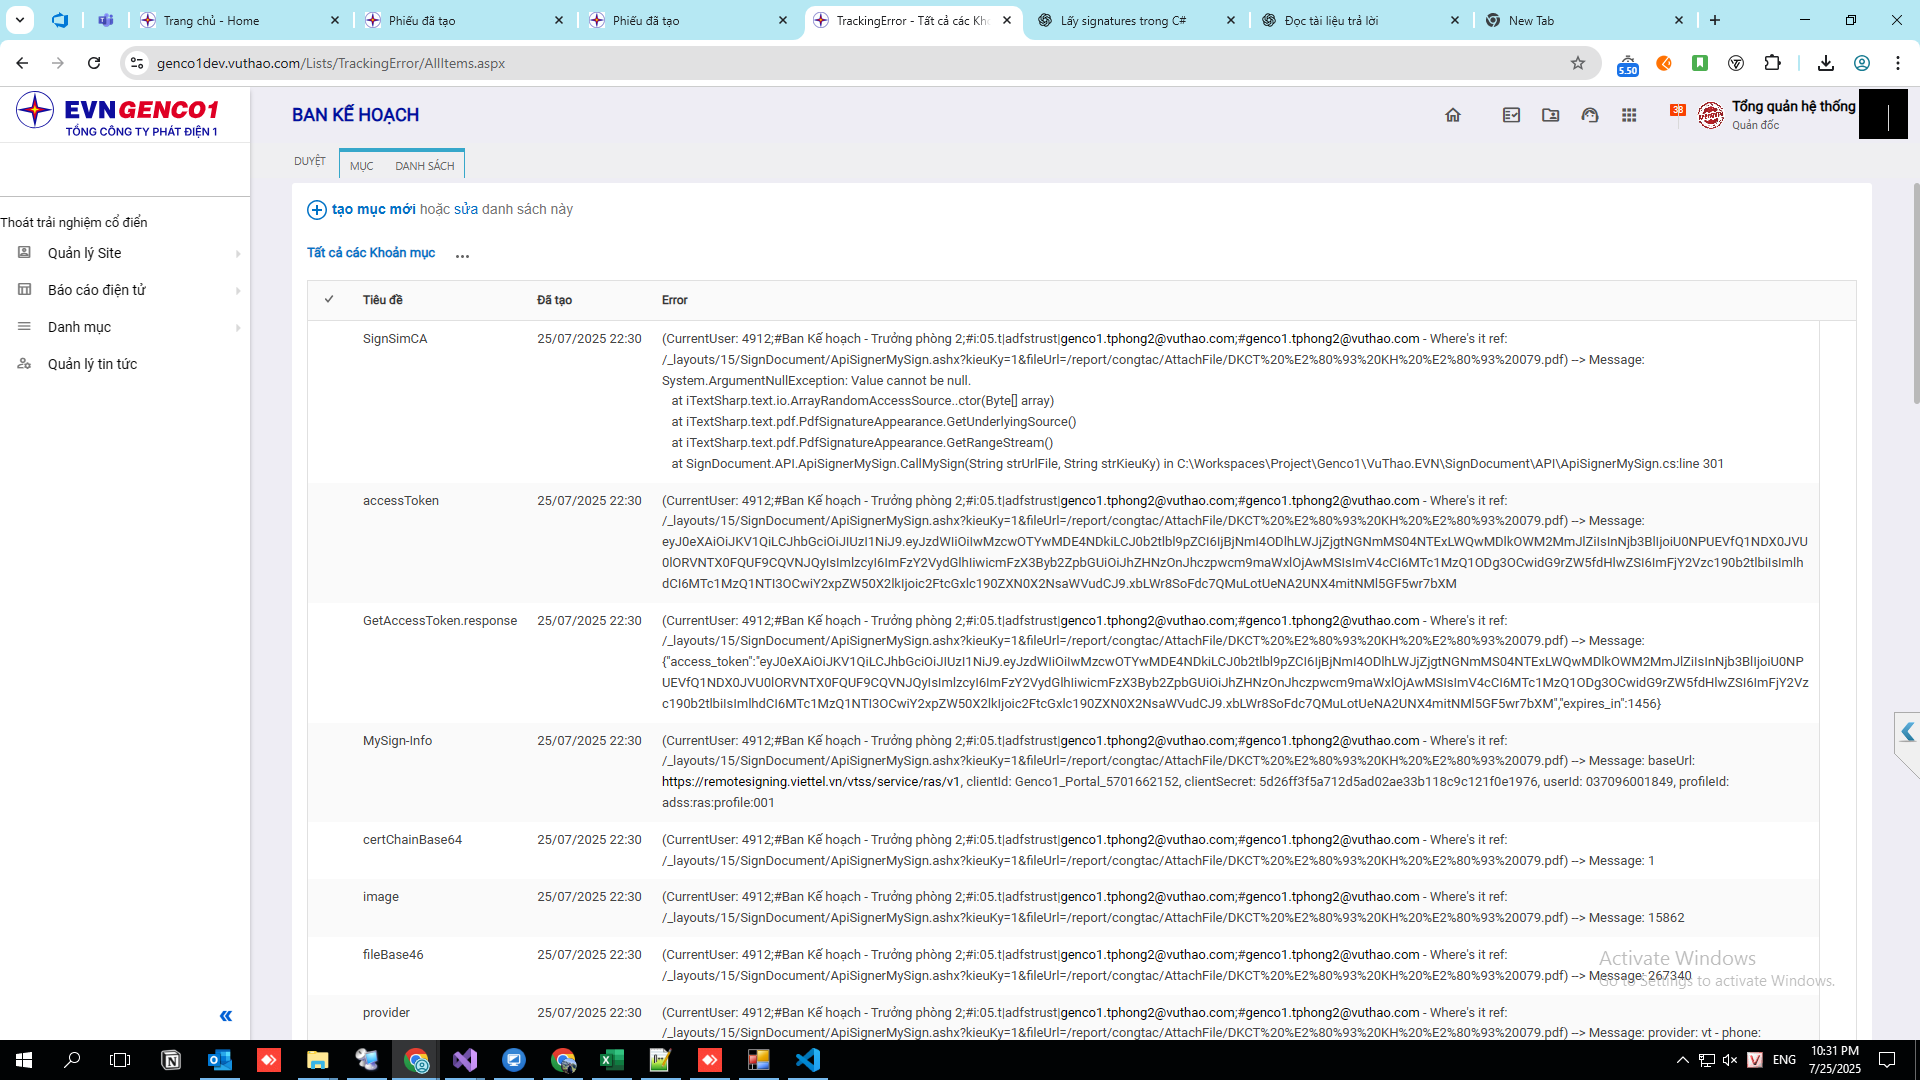 Trang chủ - Home
Phiếu đã tạo
Phiếu đã tạo
TrackingError - Tất cả các Kho
Lấy signatures trong C#
Đọc tài liệu trả lời
New Tab
genco1dev.vuthao.com/Lists/TrackingError/AllItems.aspx
5.50
EVNGENCO1
TỔNG CÔNG TY PHÁT ĐIỆN 1
BAN KẾ HOẠCH
38
Tổng quản hệ thống
Quản đốc
DUYỆT
MỤC
DANH SÁCH
Thoát trải nghiệm cổ điển
Quản lý Site
Báo cáo điện tử
Danh mục
Quản lý tin tức
tạo mục mới hoặc sửa danh sách này
Tất cả các Khoản mục ...
Tiêu đề Đã tạo Error
SignSimCA 25/07/2025 22:30 (CurrentUser: 4912;#Ban Kế hoạch - Trưởng phòng 2;#i:05.t|adfstrust|genco1.tphong2@vuthao.com;#genco1.tphong2@vuthao.com - Where's it ref:
/_layouts/15/SignDocument/ApiSignerMySign.ashx?kieuKy=1&fileUrl=/report/congtac/AttachFile/DKCT%20%E2%80%93%20KH%20%E2%80%93%20079.pdf) --> Message:
System.ArgumentNullException: Value cannot be null.
at iTextSharp.text.io.ArrayRandomAccessSource..ctor(Byte[] array)
at iTextSharp.text.pdf.PdfSignatureAppearance.GetUnderlyingSource()
at iTextSharp.text.pdf.PdfSignatureAppearance.GetRangeStream()
at SignDocument.API.ApiSignerMySign.CallMySign(String strUrlFile, String strKieuKy) in C:\Workspaces\Project\Genco1\VuThao.EVN\SignDocument\API\ApiSignerMySign.cs:line 301
accessToken 25/07/2025 22:30 (CurrentUser: 4912;#Ban Kế hoạch - Trưởng phòng 2;#i:05.t|adfstrust|genco1.tphong2@vuthao.com;#genco1.tphong2@vuthao.com - Where's it ref:
/_layouts/15/SignDocument/ApiSignerMySign.ashx?kieuKy=1&fileUrl=/report/congtac/AttachFile/DKCT%20%E2%80%93%20KH%20%E2%80%93%20079.pdf) --> Message:
GetAccessToken.response 25/07/2025 22:30 (CurrentUser: 4912;#Ban Kế hoạch - Trưởng phòng 2;#i:05.t|adfstrust|genco1.tphong2@vuthao.com;#genco1.tphong2@vuthao.com - Where's it ref:
/_layouts/15/SignDocument/ApiSignerMySign.ashx?kieuKy=1&fileUrl=/report/congtac/AttachFile/DKCT%20%E2%80%93%20KH%20%E2%80%93%20079.pdf) --> Message:
{"access_token":
"expires_in":1456}
MySign-Info 25/07/2025 22:30 (CurrentUser: 4912;#Ban Kế hoạch - Trưởng phòng 2;#i:05.t|adfstrust|genco1.tphong2@vuthao.com;#genco1.tphong2@vuthao.com - Where's it ref:
/_layouts/15/SignDocument/ApiSignerMySign.ashx?kieuKy=1&fileUrl=/report/congtac/AttachFile/DKCT%20%E2%80%93%20KH%20%E2%80%93%20079.pdf) --> Message: baseUrl:
https://remotesigning.viettel.vn/vtss/service/ras/v1, clientId: Genco1_Portal_5701662152, clientSecret: 5d26ff3f5a712d5ad02ae33b118c9c121f0e1976, userId: 037096001849, profileId:
adss:ras:profile:001
certChainBase64 25/07/2025 22:30 (CurrentUser: 4912;#Ban Kế hoạch - Trưởng phòng 2;#i:05.t|adfstrust|genco1.tphong2@vuthao.com;#genco1.tphong2@vuthao.com - Where's it ref:
/_layouts/15/SignDocument/ApiSignerMySign.ashx?kieuKy=1&fileUrl=/report/congtac/AttachFile/DKCT%20%E2%80%93%20KH%20%E2%80%93%20079.pdf) --> Message: 1
image 25/07/2025 22:30 (CurrentUser: 4912;#Ban Kế hoạch - Trưởng phòng 2;#i:05.t|adfstrust|genco1.tphong2@vuthao.com;#genco1.tphong2@vuthao.com - Where's it ref:
/_layouts/15/SignDocument/ApiSignerMySign.ashx?kieuKy=1&fileUrl=/report/congtac/AttachFile/DKCT%20%E2%80%93%20KH%20%E2%80%93%20079.pdf) --> Message: 15862
fileBase46 25/07/2025 22:30 (CurrentUser: 4912;#Ban Kế hoạch - Trưởng phòng 2;#i:05.t|adfstrust|genco1.tphong2@vuthao.com;#genco1.tphong2@vuthao.com - Where's it ref:
/_layouts/15/SignDocument/ApiSignerMySign.ashx?kieuKy=1&fileUrl=/report/congtac/AttachFile/DKCT%20%E2%80%93%20KH%20%E2%80%93%20079.pdf) --> Message: 267340
provider 25/07/2025 22:30 (CurrentUser: 4912;#Ban Kế hoạch - Trưởng phòng 2;#i:05.t|adfstrust|genco1.tphong2@vuthao.com;#genco1.tphong2@vuthao.com - Where's it ref:
/_layouts/15/SignDocument/ApiSignerMySign.ashx?kieuKy=1&fileUrl=/report/congtac/AttachFile/DKCT%20%E2%80%93%20KH%20%E2%80%93%20079.pdf) --> Message: provider: vt - phone:
Activate Windows
Go to Settings to activate Windows.
ENG
10:31 PM
7/25/2025